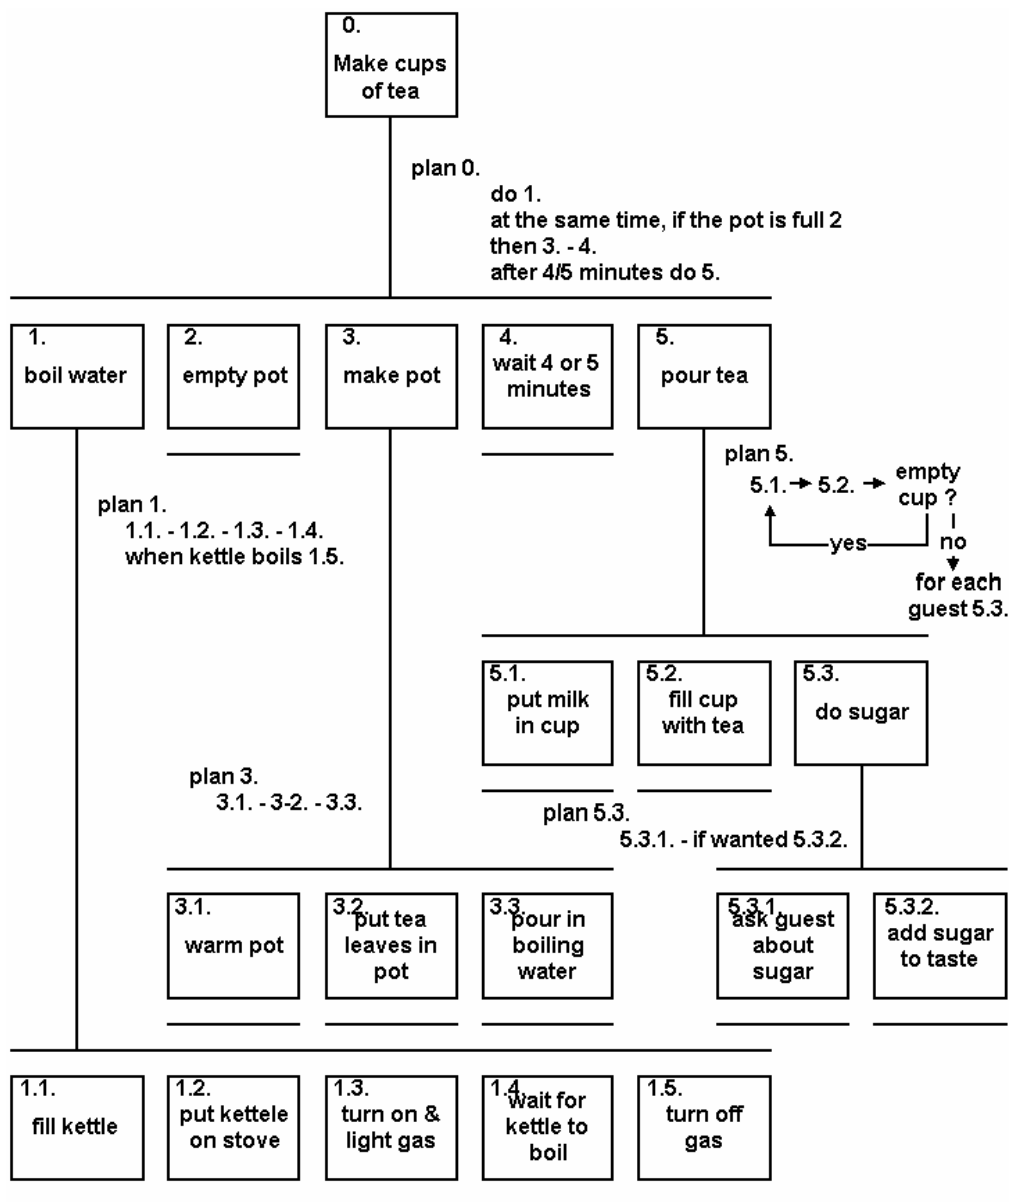 0.
Make cups
of tea
plan 0.
do 1.
at the same time, if the pot is full 2
then 3. - 4.
after 4/5 minutes do 5.
1.
boil water
2.
empty pot
3.
make pot
4.
wait 4 or 5
minutes
5.
pour tea
plan 1.
1.1. - 1.2. - 1.3. - 1.4.
when kettle boils 1.5.
plan 5.
5.1. → 5.2. → empty
cup ?
yes
no
for each
guest 5.3.
5.1.
put milk
in cup
5.2.
fill cup
with tea
5.3.
do sugar
plan 3.
3.1. - 3-2. - 3.3.
plan 5.3.
5.3.1. - if wanted 5.3.2.
3.1.
warm pot
3.2.
put tea
leaves in
pot
3.3.
pour in
boiling
water
5.3.1.
ask guest
about
sugar
5.3.2.
add sugar
to taste
1.1.
fill kettle
1.2.
put kettele
on stove
1.3.
turn on &
light gas
1.4.
wait for
kettle to
boil
1.5.
turn off
gas